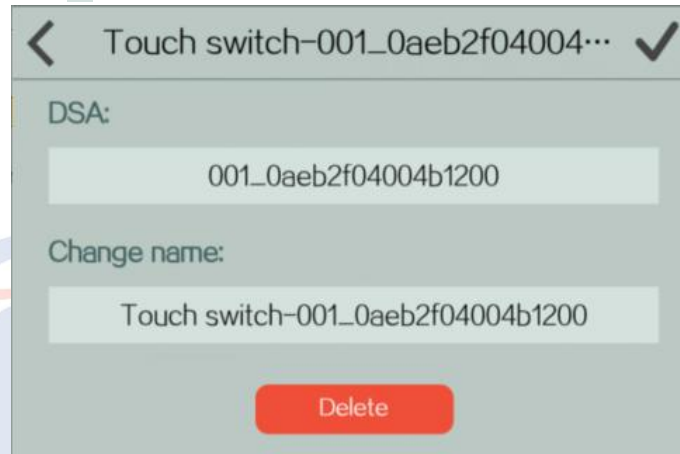 Touch switch-001_0aeb2f04004···
DSA:
001_0aeb2f04004b1200
Change name:
Touch switch-001_0aeb2f04004b1200
Delete